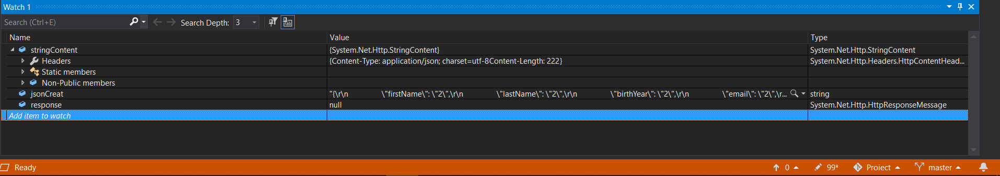 Watch 1
Search (Ctrl+E) Search Depth: 3
Name Value Type
stringContent {System.Net.Http.StringContent} System.Net.Http.StringContent
Headers {Content-Type: application/json; charset=utf-8Content-Length: 222} System.Net.Http.Headers.HttpContentHead...
Static members
Non-Public members
jsonCreat "{\r\n \"firstName\": \"2\",\r\n \"lastName\": \"2\",\r\n \"birthYear\": \"2\",\r\n \"email\": \"2\",\r... string
response null System.Net.Http.HttpResponseMessage
Add item to watch
Ready 0 99* Proiect master